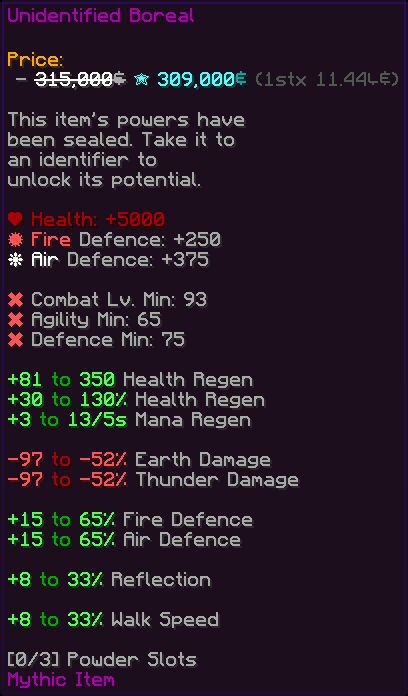 Unidentified Boreal
Price:
- 315,000² ✮ 309,000² (1stx 11.44¼²)
This item's powers have
been sealed. Take it to
an identifier to
unlock its potential.
❤ Health: +5000
✹ Fire Defence: +250
❋ Air Defence: +375
✖ Combat Lv. Min: 93
✖ Agility Min: 65
✖ Defence Min: 75
+81 to 350 Health Regen
+30 to 130% Health Regen
+3 to 13/5s Mana Regen
-97 to -52% Earth Damage
-97 to -52% Thunder Damage
+15 to 65% Fire Defence
+15 to 65% Air Defence
+8 to 33% Reflection
+8 to 33% Walk Speed
[0/3] Powder Slots
Mythic Item